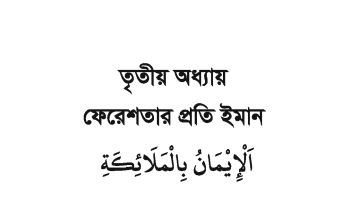 তৃতীয় অধ্যায়
ফেরেশতার প্রতি ইমান
اَلْإِيْمَانُ بِالْمَلَائِكَةِ